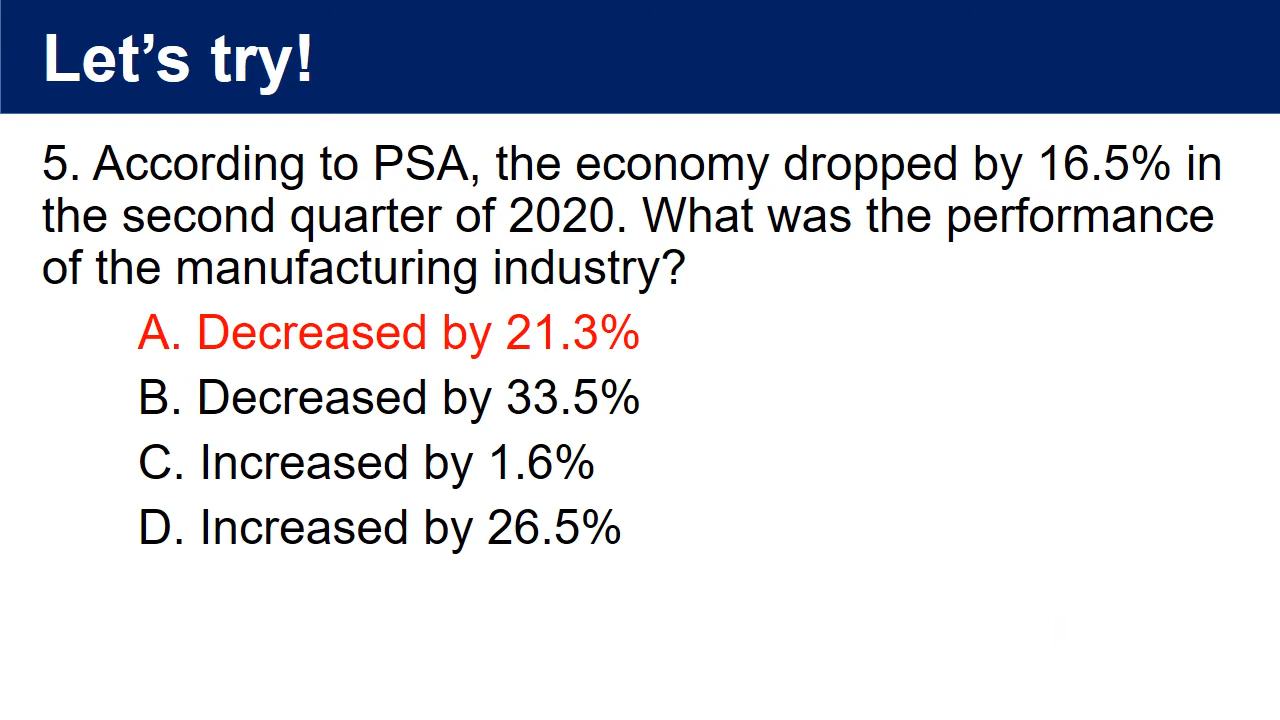 Let’s try!
5. According to PSA, the economy dropped by 16.5% in
the second quarter of 2020. What was the performance
of the manufacturing industry?
A. Decreased by 21.3%
B. Decreased by 33.5%
C. Increased by 1.6%
D. Increased by 26.5%